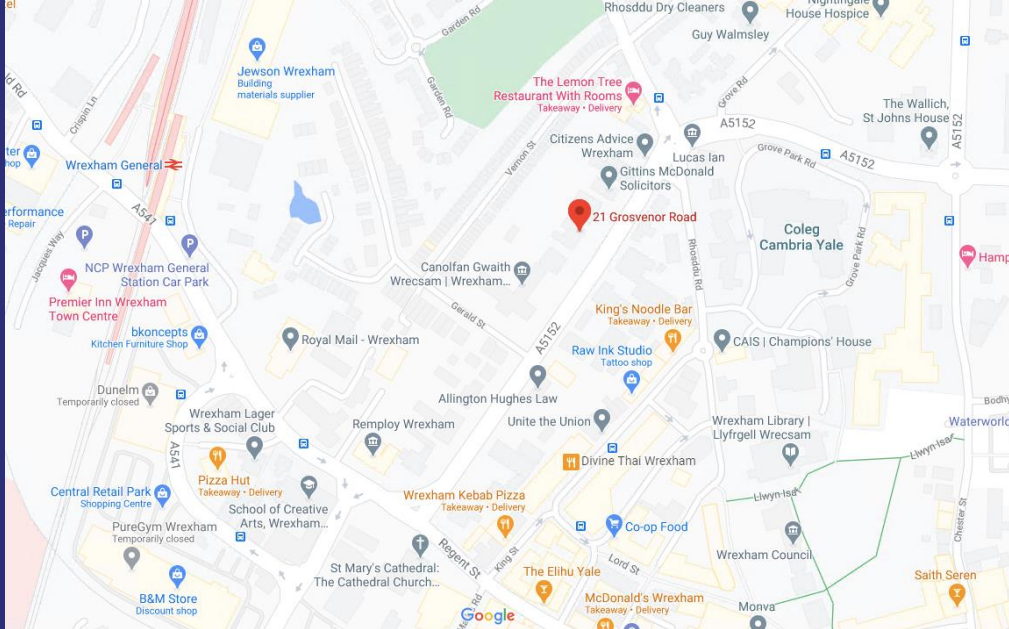 Garden Rd
Rhosddu Dry Cleaners
Nightingale
House Hospice
Guy Walmsley
Jewson Wrexham
Building
materials supplier
Garden Rd
The Lemon Tree
Restaurant With Rooms
Takeaway • Delivery
Grove Rd
The Wallich,
St Johns House
Crispin Ln
A5152
A5152
Citizens Advice
Wrexham
Lucas Ian
Grove Park Rd
A5152
Vernon St
Wrexham General
Gittins McDonald
Solicitors
A541
21 Grosvenor Road
Repair
Jacques Way
Coleg
Cambria Yale
Grove Park Rd
Rhosddu Rd
NCP Wrexham General
Station Car Park
Canolfan Gwaith
Wrecsam | Wrexham...
Premier Inn Wrexham
Town Centre
Gerald St
King's Noodle Bar
Takeaway • Delivery
bkoncepts
Kitchen Furniture Shop
Royal Mail - Wrexham
A5152
CAIS | Champions' House
Raw Ink Studio
Tattoo shop
Dunelm
Temporarily closed
Allington Hughes Law
Wrexham Lager
Sports & Social Club
Remploy Wrexham
Unite the Union
Wrexham Library |
Llyfrgell Wrecsam
Waterworld
A541
Llwyn Isa
Divine Thai Wrexham
Pizza Hut
Takeaway • Delivery
Central Retail Park
Shopping Centre
School of Creative
Arts, Wrexham...
Wrexham Kebab Pizza
Takeaway • Delivery
Llwyn Isa
Chester St
PureGym Wrexham
Temporarily closed
Co-op Food
Wrexham Council
Regent St
King St
Lord St
St Mary's Cathedral:
The Cathedral Church...
The Elihu Yale
Saith Seren
B&M Store
Discount shop
McDonald's Wrexham
Takeaway • Delivery
Monva
Google